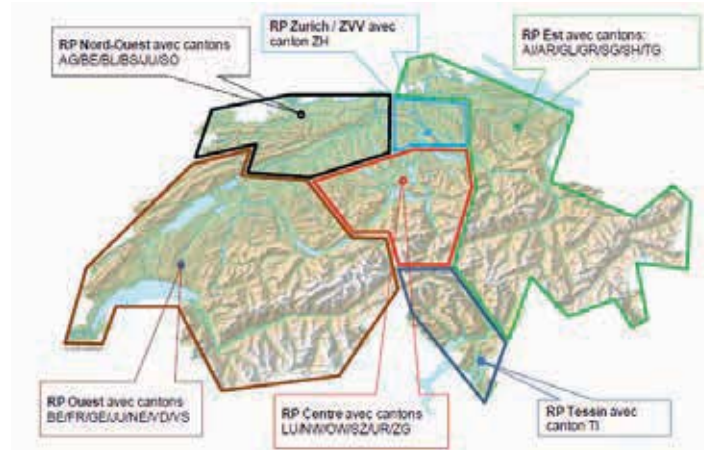 RP Nord-Ouest avec cantons
AG/BE/BL/BS/JU/SO
RP Zurich / ZVV avec
canton ZH
RP Est avec cantons:
AI/AR/GL/GR/SG/SH/TG
RP Ouest avec cantons
BE/FR/GE/JU/NE/VD/VS
RP Centre avec cantons
LU/NW/OW/SZ/UR/ZG
RP Tessin avec
canton TI